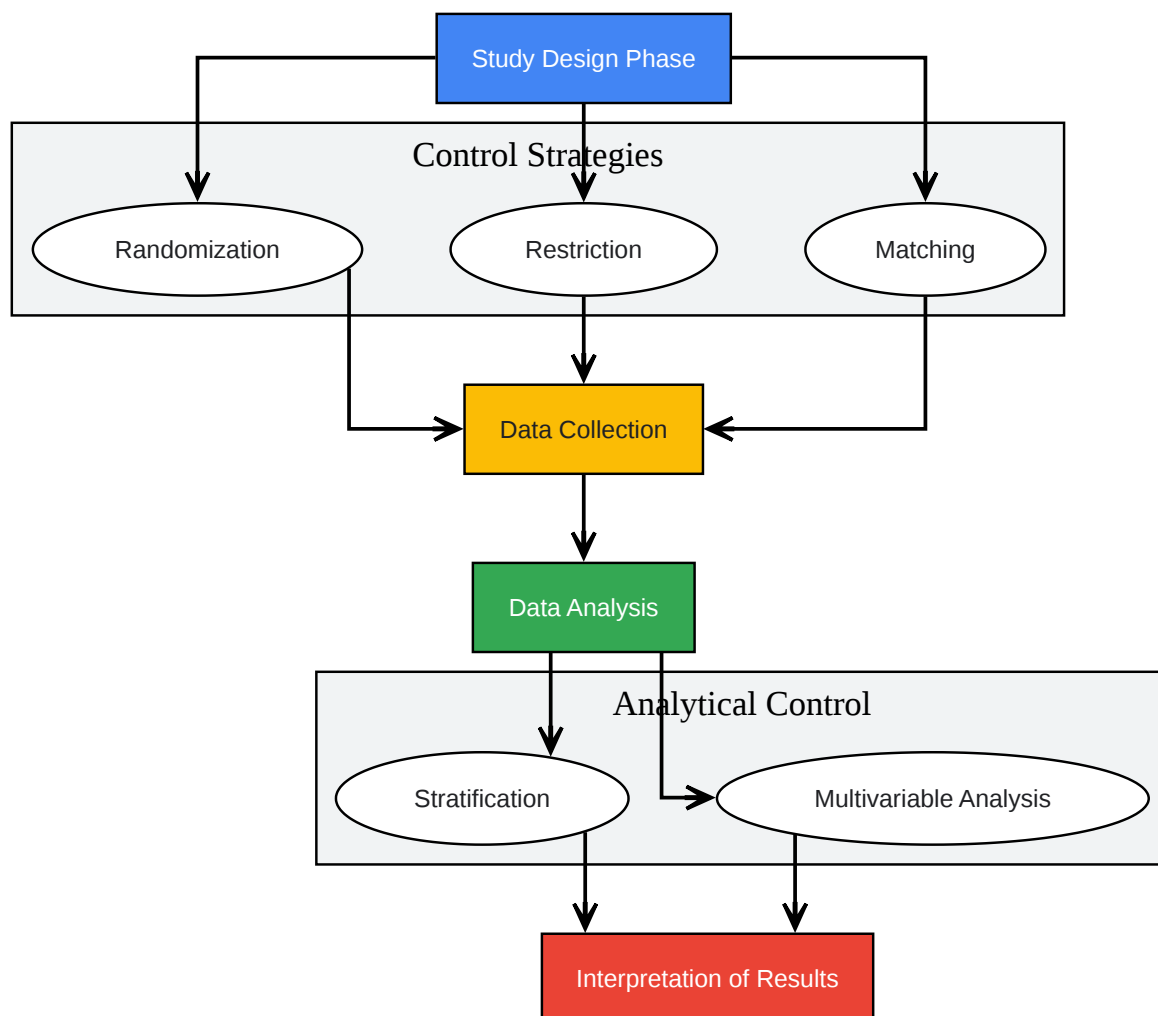 Study Design Phase
Control Strategies
Randomization
Restriction
Matching
Data Collection
Data Analysis
Analytical Control
Stratification
Multivariable Analysis
Interpretation of Results